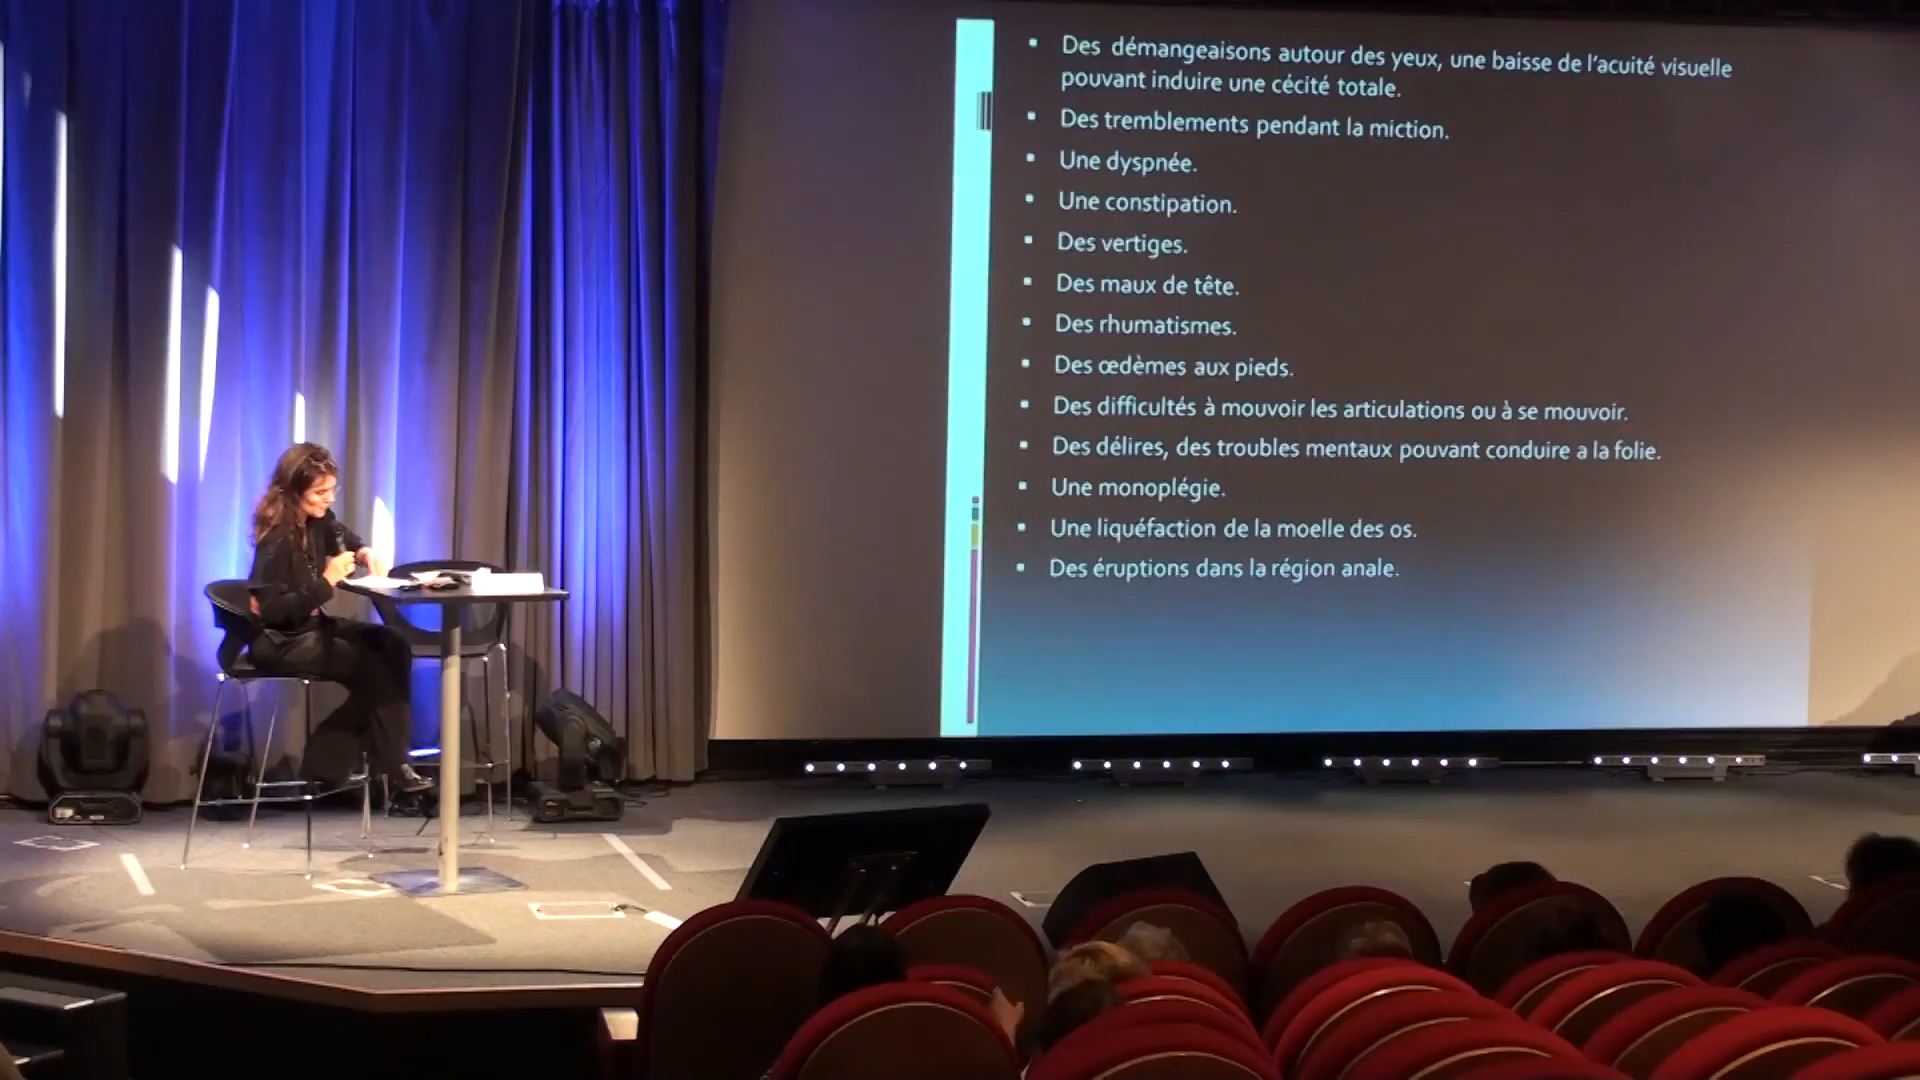 ▪ Des démangeaisons autour des yeux, une baisse de l'acuité visuelle
pouvant induire une cécité totale.
▪ Des tremblements pendant la miction.
▪ Une dyspnée.
▪ Une constipation.
▪ Des vertiges.
▪ Des maux de tête.
▪ Des rhumatismes.
▪ Des œdèmes aux pieds.
▪ Des difficultés à mouvoir les articulations ou à se mouvoir.
▪ Des délires, des troubles mentaux pouvant conduire a la folie.
▪ Une monoplégie.
▪ Une liquéfaction de la moelle des os.
▪ Des éruptions dans la région anale.